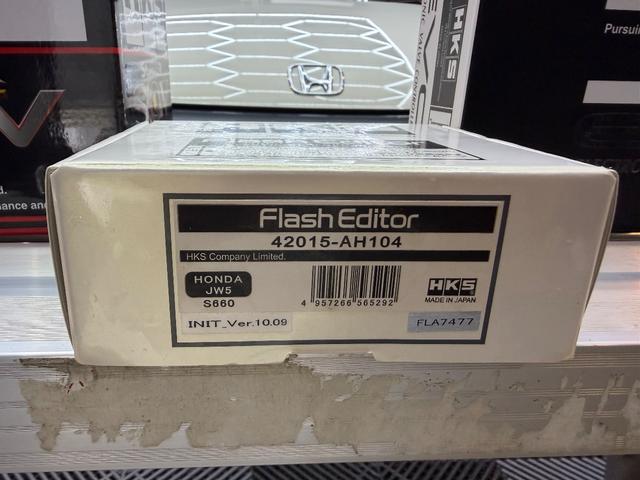 HKS
Pursui
V
d.
nance and
Flash Editor
42015-AH104
HKS Company Limited.
HONDA
JW5
S660
4 957266 565292
HKS
MADE IN JAPAN
INIT_Ver.10.09
FLA7477